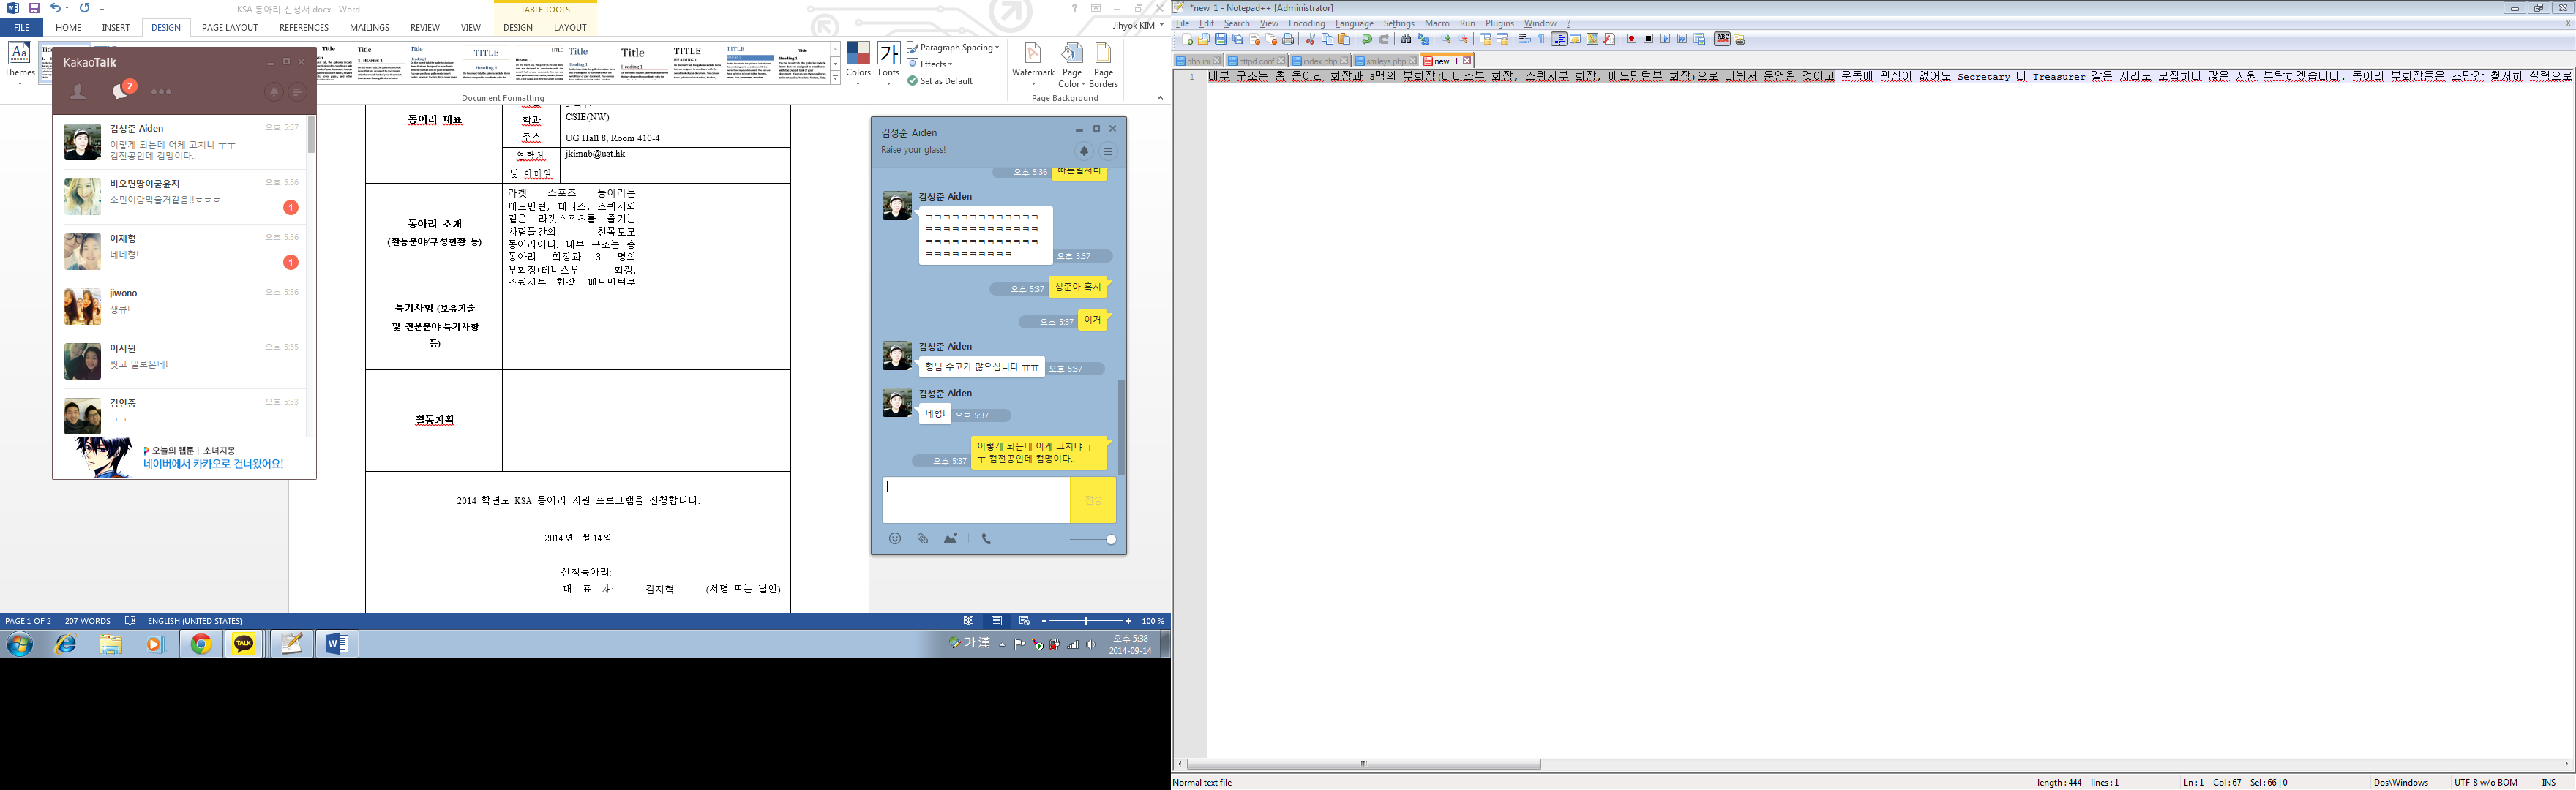 KSA 동아리 신청서.docx - Word
TABLE TOOLS
FILE HOME INSERT DESIGN PAGE LAYOUT REFERENCES MAILINGS REVIEW VIEW DESIGN LAYOUT
Jihyok KIM
Themes
Title
TITLE
Title
Title
TITLE
TITLE
Colors
Fonts
Paragraph Spacing
Effects
Set as Default
Watermark
Page Color
Page Borders
Document Formatting
Page Background
KakaoTalk
2
김성준 Aiden
오후 5:37
이렇게 되는데 어케 고치냐 ㅜㅜ
컴전공인데 컴맹이다..
비오면땅이굳윤지
오후 5:36
소민이랑먹울거같음!!ㅎㅎㅎ
1
이재형
오후 5:36
네네형!
1
jiwono
오후 5:36
생큐!
이지원
오후 5:35
씻고 일로온데!
김인중
오후 5:33
ㄱㄱ
오늘의 웹툰 | 소녀지몽
네이버에서 카카오로 건너왔어요!
동아리 대표
학과
CSIE(NW)
주소
UG Hall 8, Room 410-4
연락처
및 이메일
jkimab@ust.hk
동아리 소개
(활동분야/구성현황 등)
라켓 스포츠 동아리는
배드민턴, 테니스, 스쿼시와
같은 라켓스포츠를 즐기는
사람들간의 친목도모
동아리이다. 내부 구조는 총
동아리 회장과 3 명의
부회장(테니스부 회장,
스쿼시부 회장, 배드민턴부
특기사항 (보유기술
및 전문분야 특기사항
등)
활동계획
2014 학년도 KSA 동아리 지원 프로그램을 신청합니다.
2014 년 9 월 14 일
신청동아리:
대 표 자: 김지혁 (서명 또는 날인)
김성준 Aiden
Raise your glass!
오후 5:36
빠른일처리
김성준 Aiden
ㅋㅋㅋㅋㅋㅋㅋㅋㅋㅋㅋㅋㅋ
ㅋㅋㅋㅋㅋㅋㅋㅋㅋㅋㅋㅋㅋ
ㅋㅋㅋㅋㅋㅋㅋㅋㅋㅋㅋㅋㅋ
ㅋㅋㅋㅋㅋㅋㅋㅋㅋㅋ
오후 5:37
오후 5:37 성준아 혹시
오후 5:37 이거
김성준 Aiden
형님 수고가 많으십니다 ㅠㅠ 오후 5:37
김성준 Aiden
네형! 오후 5:37
이렇게 되는데 어케 고치냐 ㅜ
ㅜ 컴전공인데 컴맹이다..
오후 5:37
전송
PAGE 1 OF 2 207 WORDS ENGLISH (UNITED STATES)
100 %
TALK
가 漢
오후 5:38
2014-09-14
*new 1 - Notepad++ [Administrator]
File Edit Search View Encoding Language Settings Macro Run Plugins Window ?
X
php.ini httpd.conf index.php smileys.php new 1
1 내부 구조는 총 동아리 회장과 3명의 부회장(테니스부 회장, 스쿼시부 회장, 배드민턴부 회장)으로 나눠서 운영될 것이고 운동에 관심이 없어도 Secretary 나 Treasurer 같은 자리도 모집하니 많은 지원 부탁하겠습니다. 동아리 부회장들은 조만간 철저히 실력으로
Normal text file
length : 444 lines : 1
Ln : 1 Col : 67 Sel : 66 | 0
Dos\Windows
UTF-8 w/o BOM
INS